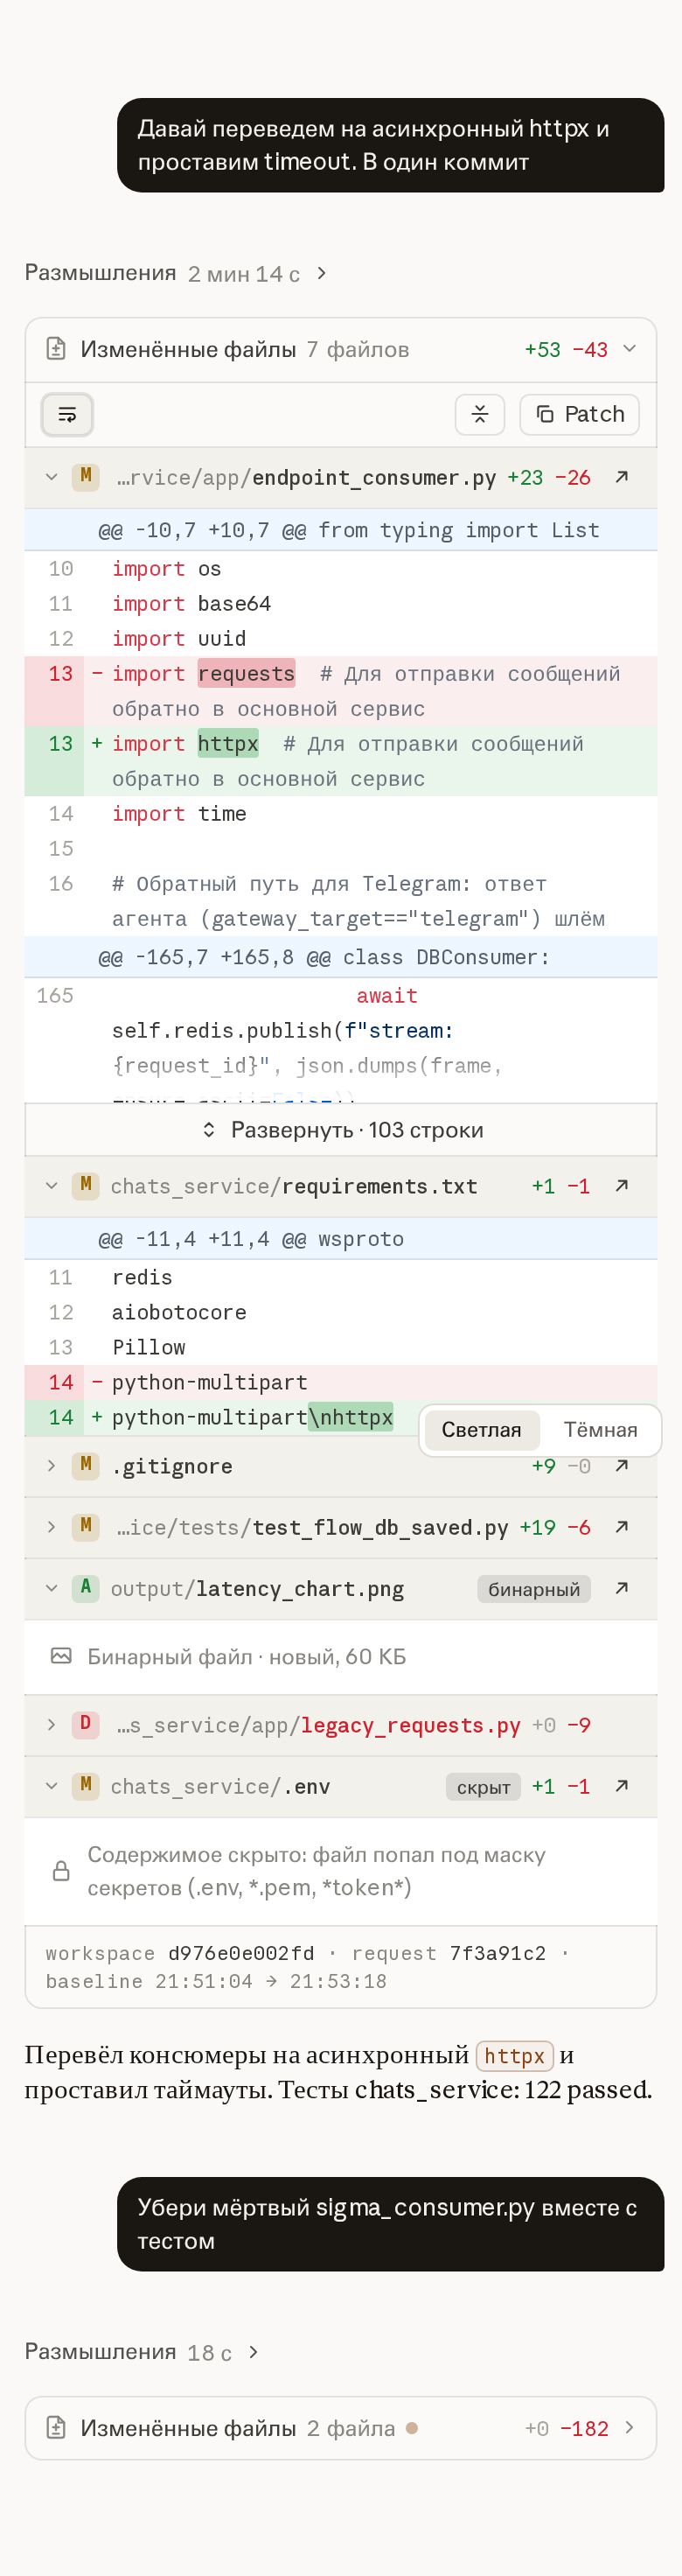 Давай переведем на асинхронный httpx и
проставим timeout. В один коммит
Размышления 2 мин 14 с
Изменённые файлы 7 файлов +53 −43
Patch
M …rvice/app/endpoint_consumer.py +23 −26
@@ -10,7 +10,7 @@ from typing import List
10 import os
11 import base64
12 import uuid
13 − import requests  # Для отправки сообщений
обратно в основной сервис
13 + import httpx  # Для отправки сообщений
обратно в основной сервис
14 import time
15
16 # Обратный путь для Telegram: ответ
агента (gateway_target=="telegram") шлём
@@ -165,7 +165,8 @@ class DBConsumer:
165 await
self.redis.publish(f"stream:
{request_id}", json.dumps(frame,
Развернуть · 103 строки
M chats_service/requirements.txt +1 −1
@@ -11,4 +11,4 @@ wsproto
11 redis
12 aiobotocore
13 Pillow
14 − python-multipart
14 + python-multipart\nhttpx
Светлая Тёмная
M .gitignore +9 −0
M …ice/tests/test_flow_db_saved.py +19 −6
A output/latency_chart.png бинарный
Бинарный файл · новый, 60 КБ
D …s_service/app/legacy_requests.py +0 −9
M chats_service/.env скрыт +1 −1
Содержимое скрыто: файл попал под маску
секретов (.env, *.pem, *token*)
workspace d976e0e002fd · request 7f3a91c2 ·
baseline 21:51:04 → 21:53:18
Перевёл консюмеры на асинхронный httpx и
проставил таймауты. Тесты chats_service: 122 passed.
Убери мёртвый sigma_consumer.py вместе с
тестом
Размышления 18 с
Изменённые файлы 2 файла +0 −182